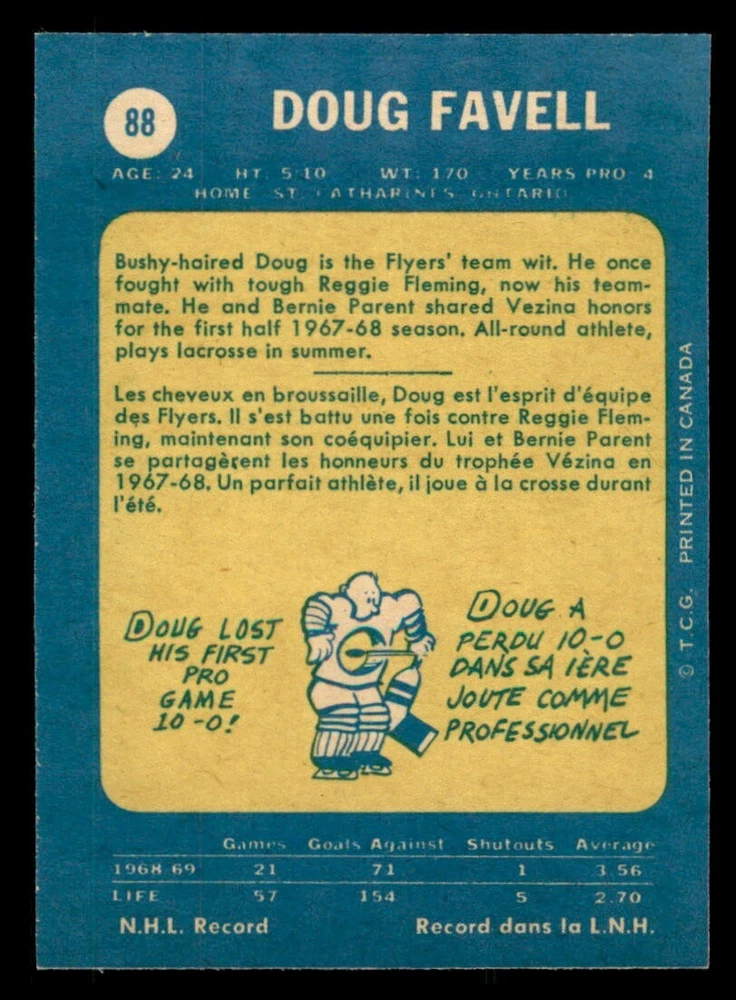 88
DOUG FAVELL
AGE: 24 HT. 5-10 WT: 170 YEARS PRO- 4
HOME ST. CATHARINES ONTARIO
Bushy-haired Doug is the Flyers' team wit. He once
fought with tough Reggie Fleming, now his team-
mate. He and Bernie Parent shared Vezina honors
for the first half 1967-68 season. All-round athlete,
plays lacrosse in summer.
Les cheveux en broussaille, Doug est l'esprit d'équipe
des Flyers. Il s'est battu une fois contre Reggie Flem-
ing, maintenant son coéquipier. Lui et Bernie Parent
se partagèrent les honneurs du trophée Vézina en
1967-68. Un parfait athlète, il joue à la crosse durant
l'été.
DOUG LOST
HIS FIRST
PRO
GAME
10-0!
DOUG A
PERDU 10-0
DANS SA 1ÈRE
JOUTE COMME
PROFESSIONNEL
© T.C.G. PRINTED IN CANADA
Games Goals Against Shutouts Average
1968-69 21 71 1 3.56
LIFE 57 154 5 2.70
N.H.L. Record Record dans la L.N.H.